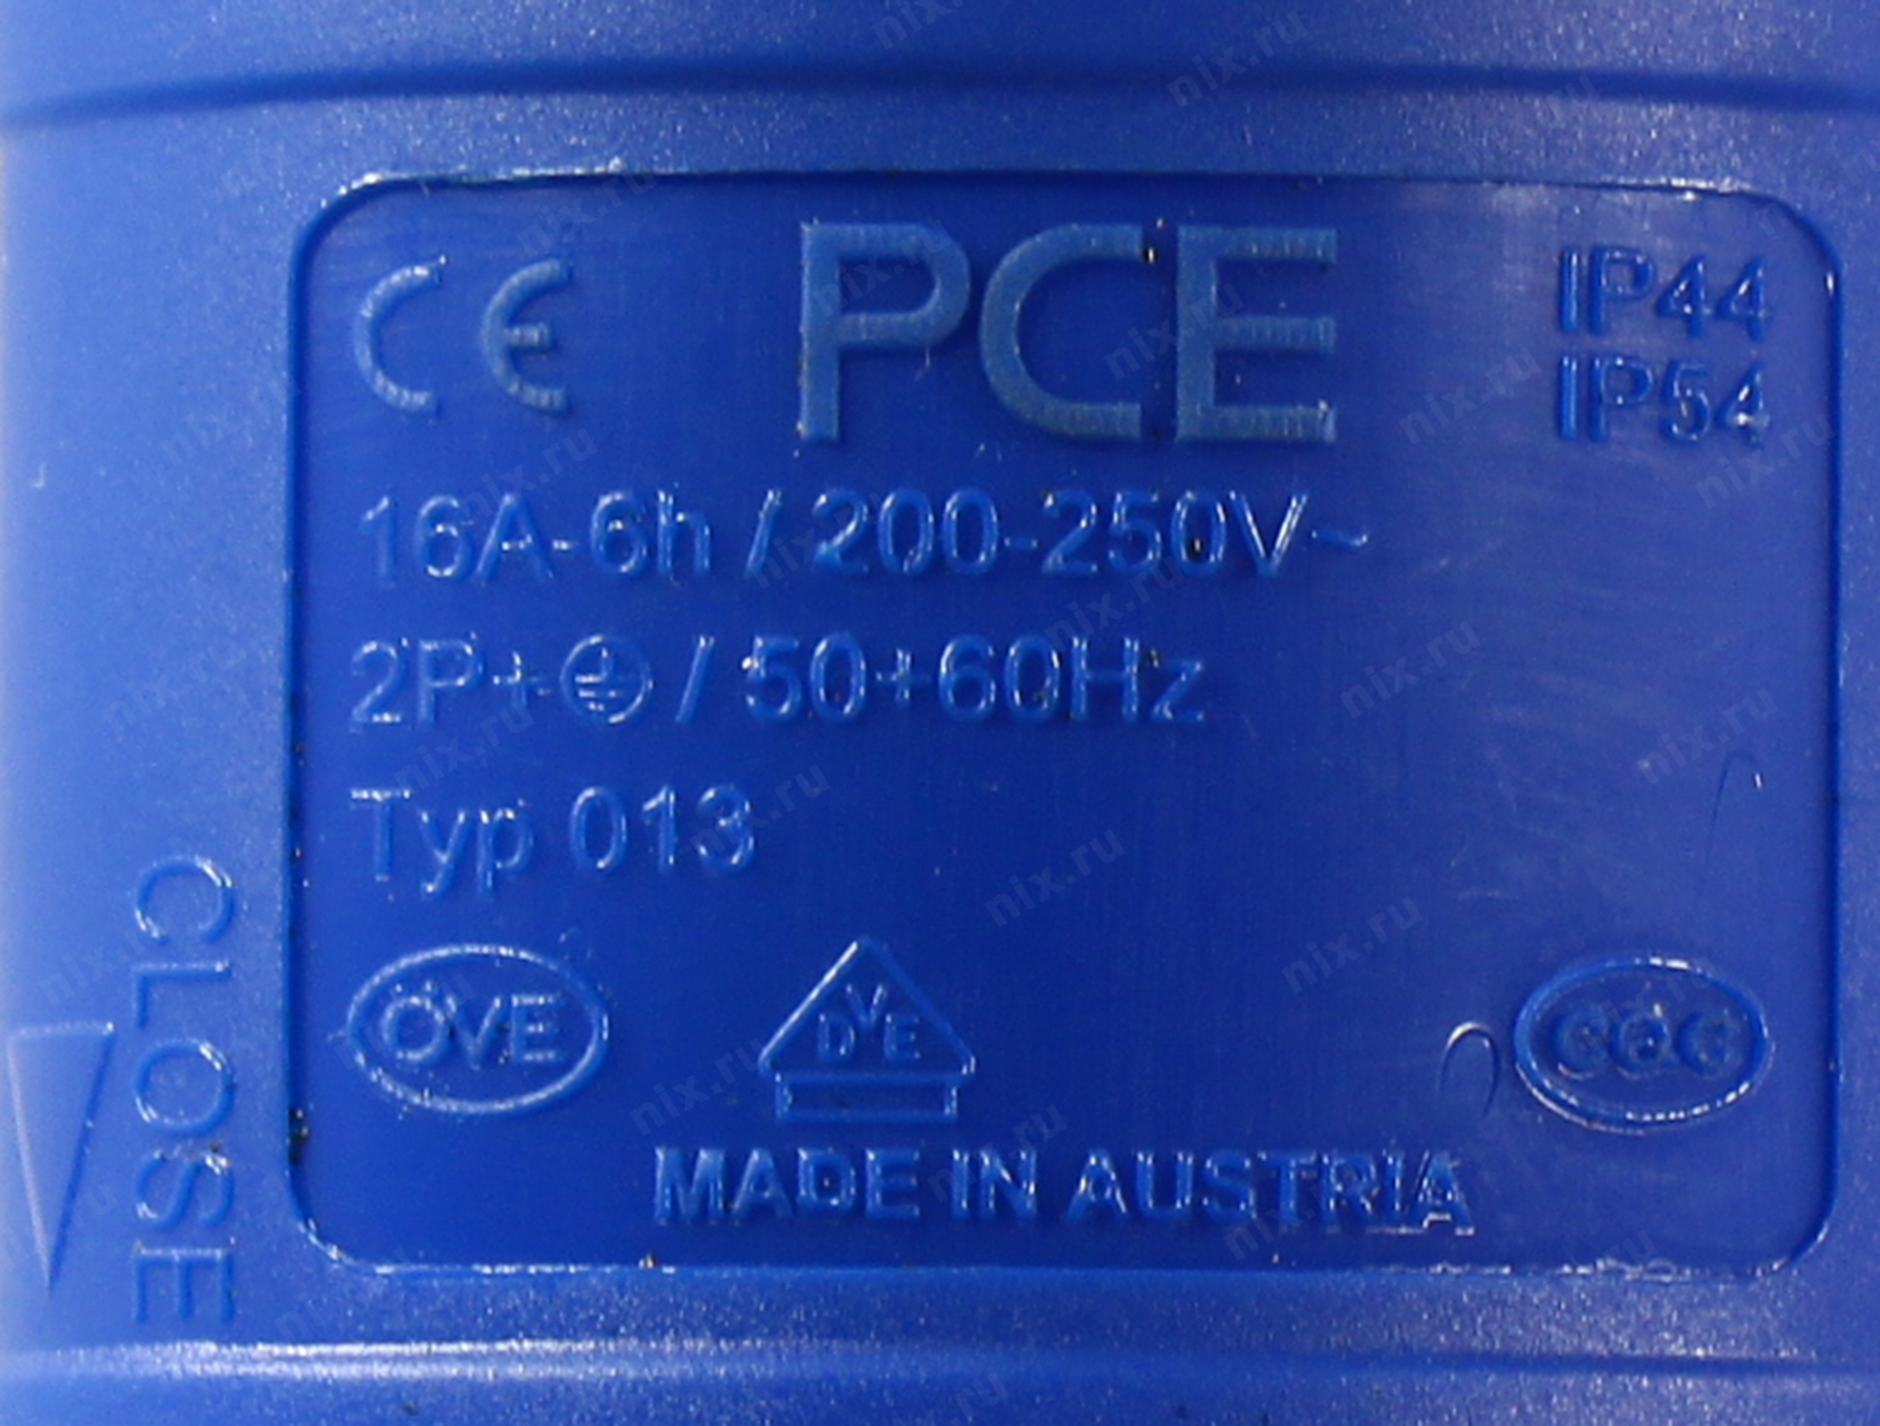 CE PCE IP44
IP54
16A-6h / 200-250V~
2P+⏚ / 50+60Hz
Typ 013
ÖVE
DVE
CQC
MADE IN AUSTRIA
CLOSE
nix.ru